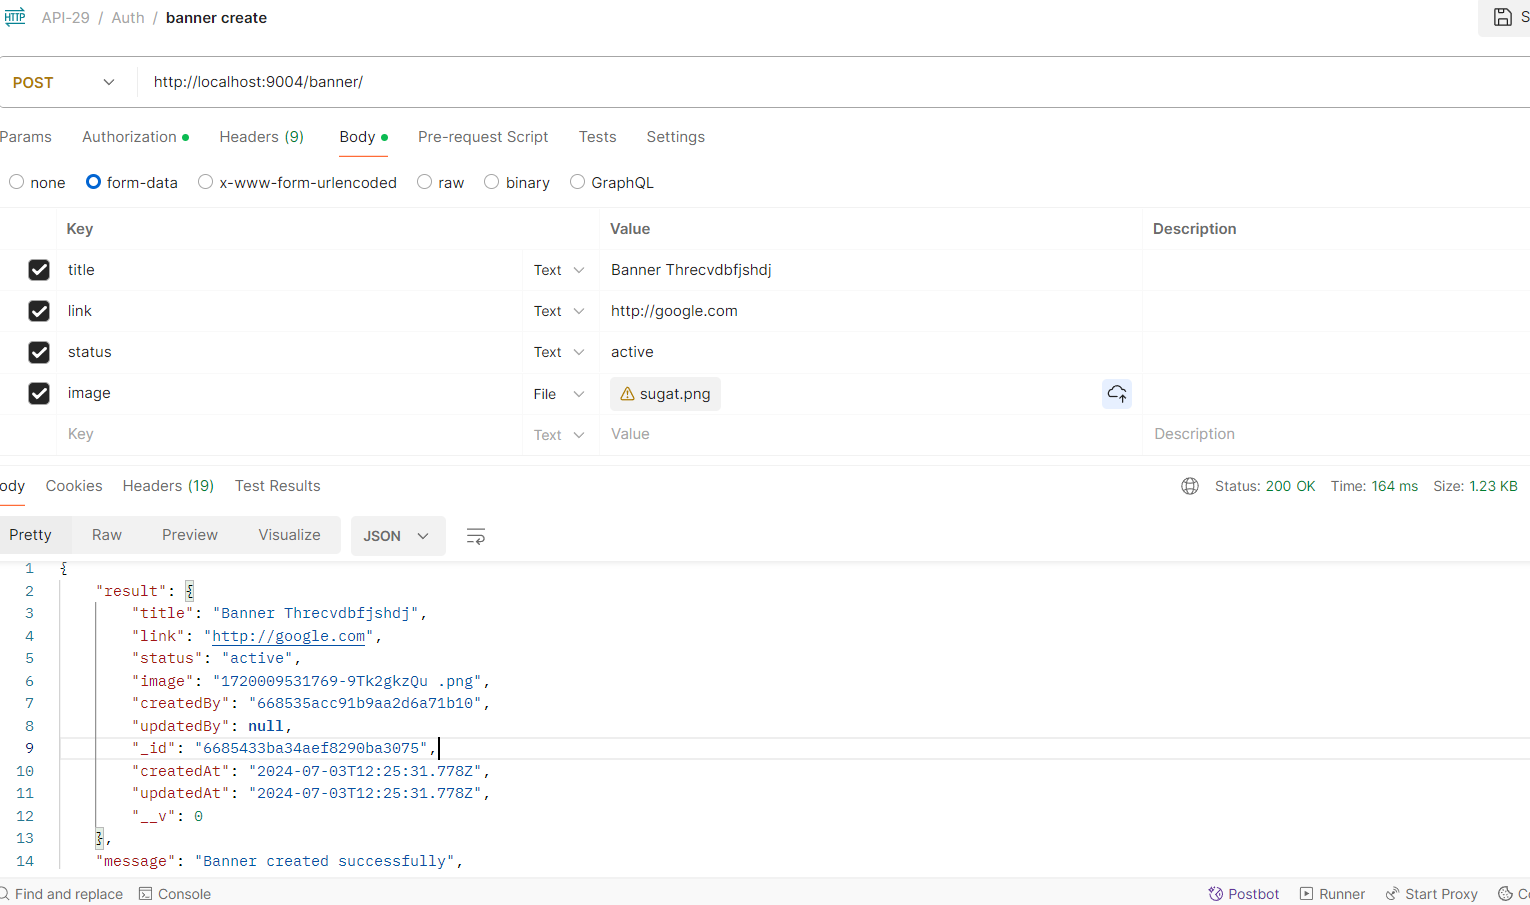 HTTP API-29 / Auth / banner create S
POST http://localhost:9004/banner/
Params Authorization Headers (9) Body Pre-request Script Tests Settings
none form-data x-www-form-urlencoded raw binary GraphQL
Key Value Description
title Text Banner Threcvdbfjshdj
link Text http://google.com
status Text active
image File sugat.png
Key Text Value Description
ody Cookies Headers (19) Test Results Status: 200 OK Time: 164 ms Size: 1.23 KB
Pretty Raw Preview Visualize JSON
1 {
2 "result": {
3 "title": "Banner Threcvdbfjshdj",
4 "link": "http://google.com",
5 "status": "active",
6 "image": "1720009531769-9Tk2gkzQu .png",
7 "createdBy": "668535acc91b9aa2d6a71b10",
8 "updatedBy": null,
9 "_id": "6685433ba34aef8290ba3075",
10 "createdAt": "2024-07-03T12:25:31.778Z",
11 "updatedAt": "2024-07-03T12:25:31.778Z",
12 "__v": 0
13 },
14 "message": "Banner created successfully",
Find and replace Console Postbot Runner Start Proxy Co